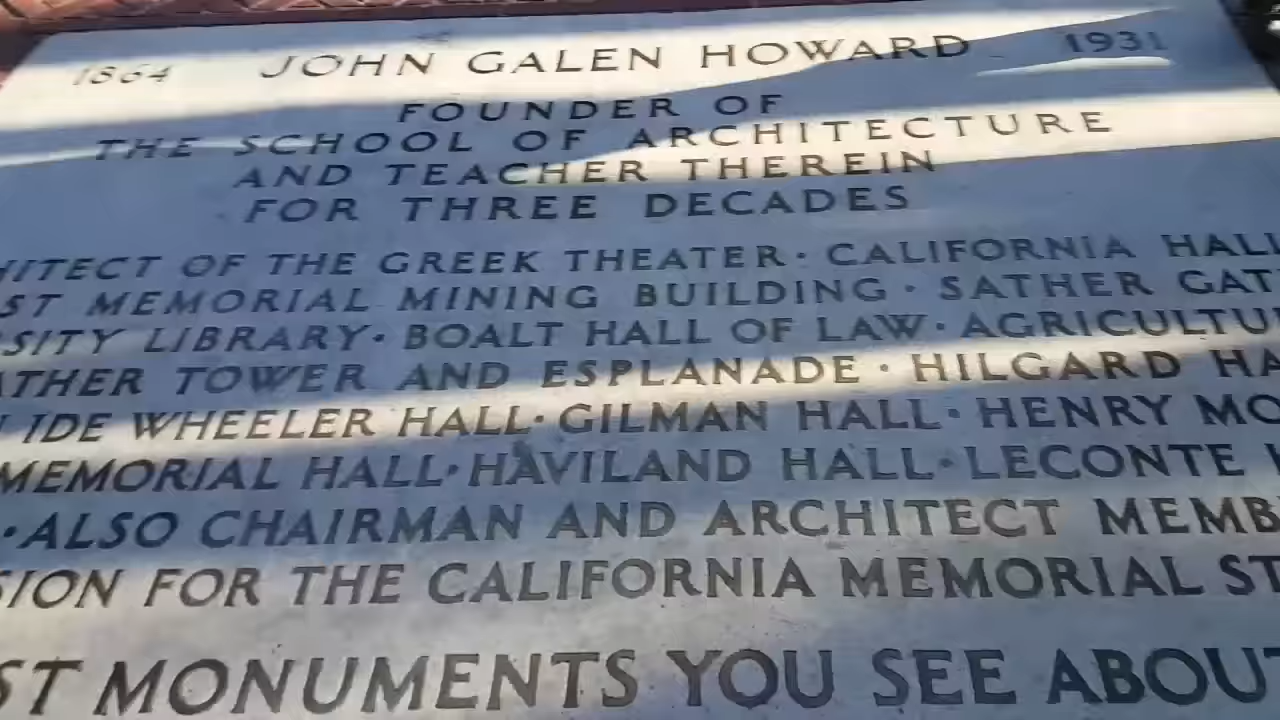 1864 JOHN GALEN HOWARD 1931
FOUNDER OF
THE SCHOOL OF ARCHITECTURE
AND TEACHER THEREIN
FOR THREE DECADES
HITECT OF THE GREEK THEATER · CALIFORNIA HALL
ST MEMORIAL MINING BUILDING · SATHER GAT
SITY LIBRARY · BOALT HALL OF LAW · AGRICULTU
ATHER TOWER AND ESPLANADE · HILGARD HA
IDE WHEELER HALL · GILMAN HALL · HENRY MO
MEMORIAL HALL · HAVILAND HALL · LECONTE
· ALSO CHAIRMAN AND ARCHITECT MEMB
SION FOR THE CALIFORNIA MEMORIAL ST
ST MONUMENTS YOU SEE ABOUT